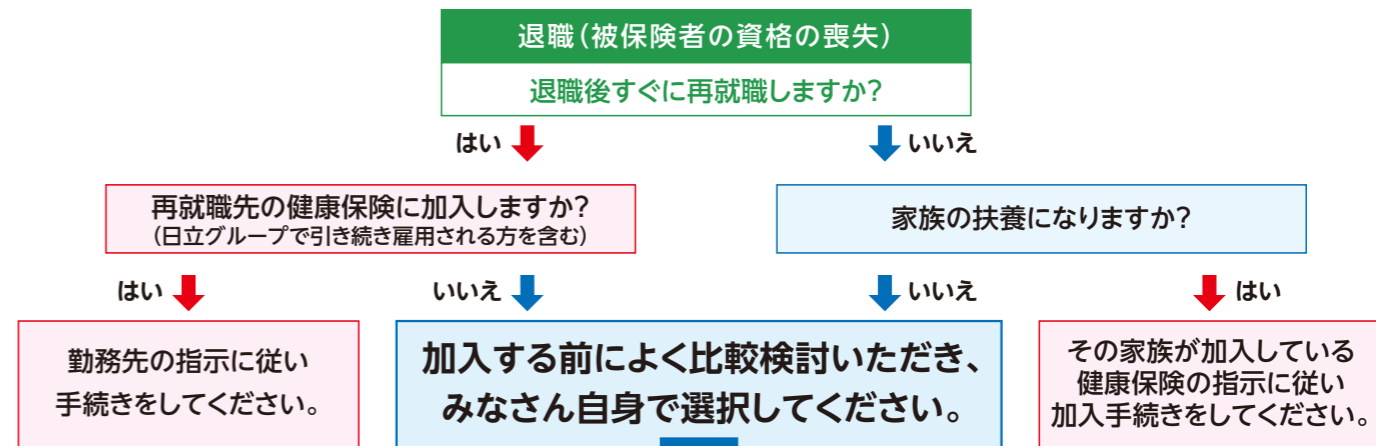 退職(被保険者の資格の喪失)
退職後すぐに再就職しますか?
はい
いいえ
再就職先の健康保険に加入しますか?
(日立グループで引き続き雇用される方を含む)
家族の扶養になりますか?
はい
いいえ
いいえ
はい
勤務先の指示に従い
手続きをしてください。
加入する前によく比較検討いただき、
みなさん自身で選択してください。
その家族が加入している
健康保険の指示に従い
加入手続きをしてください。